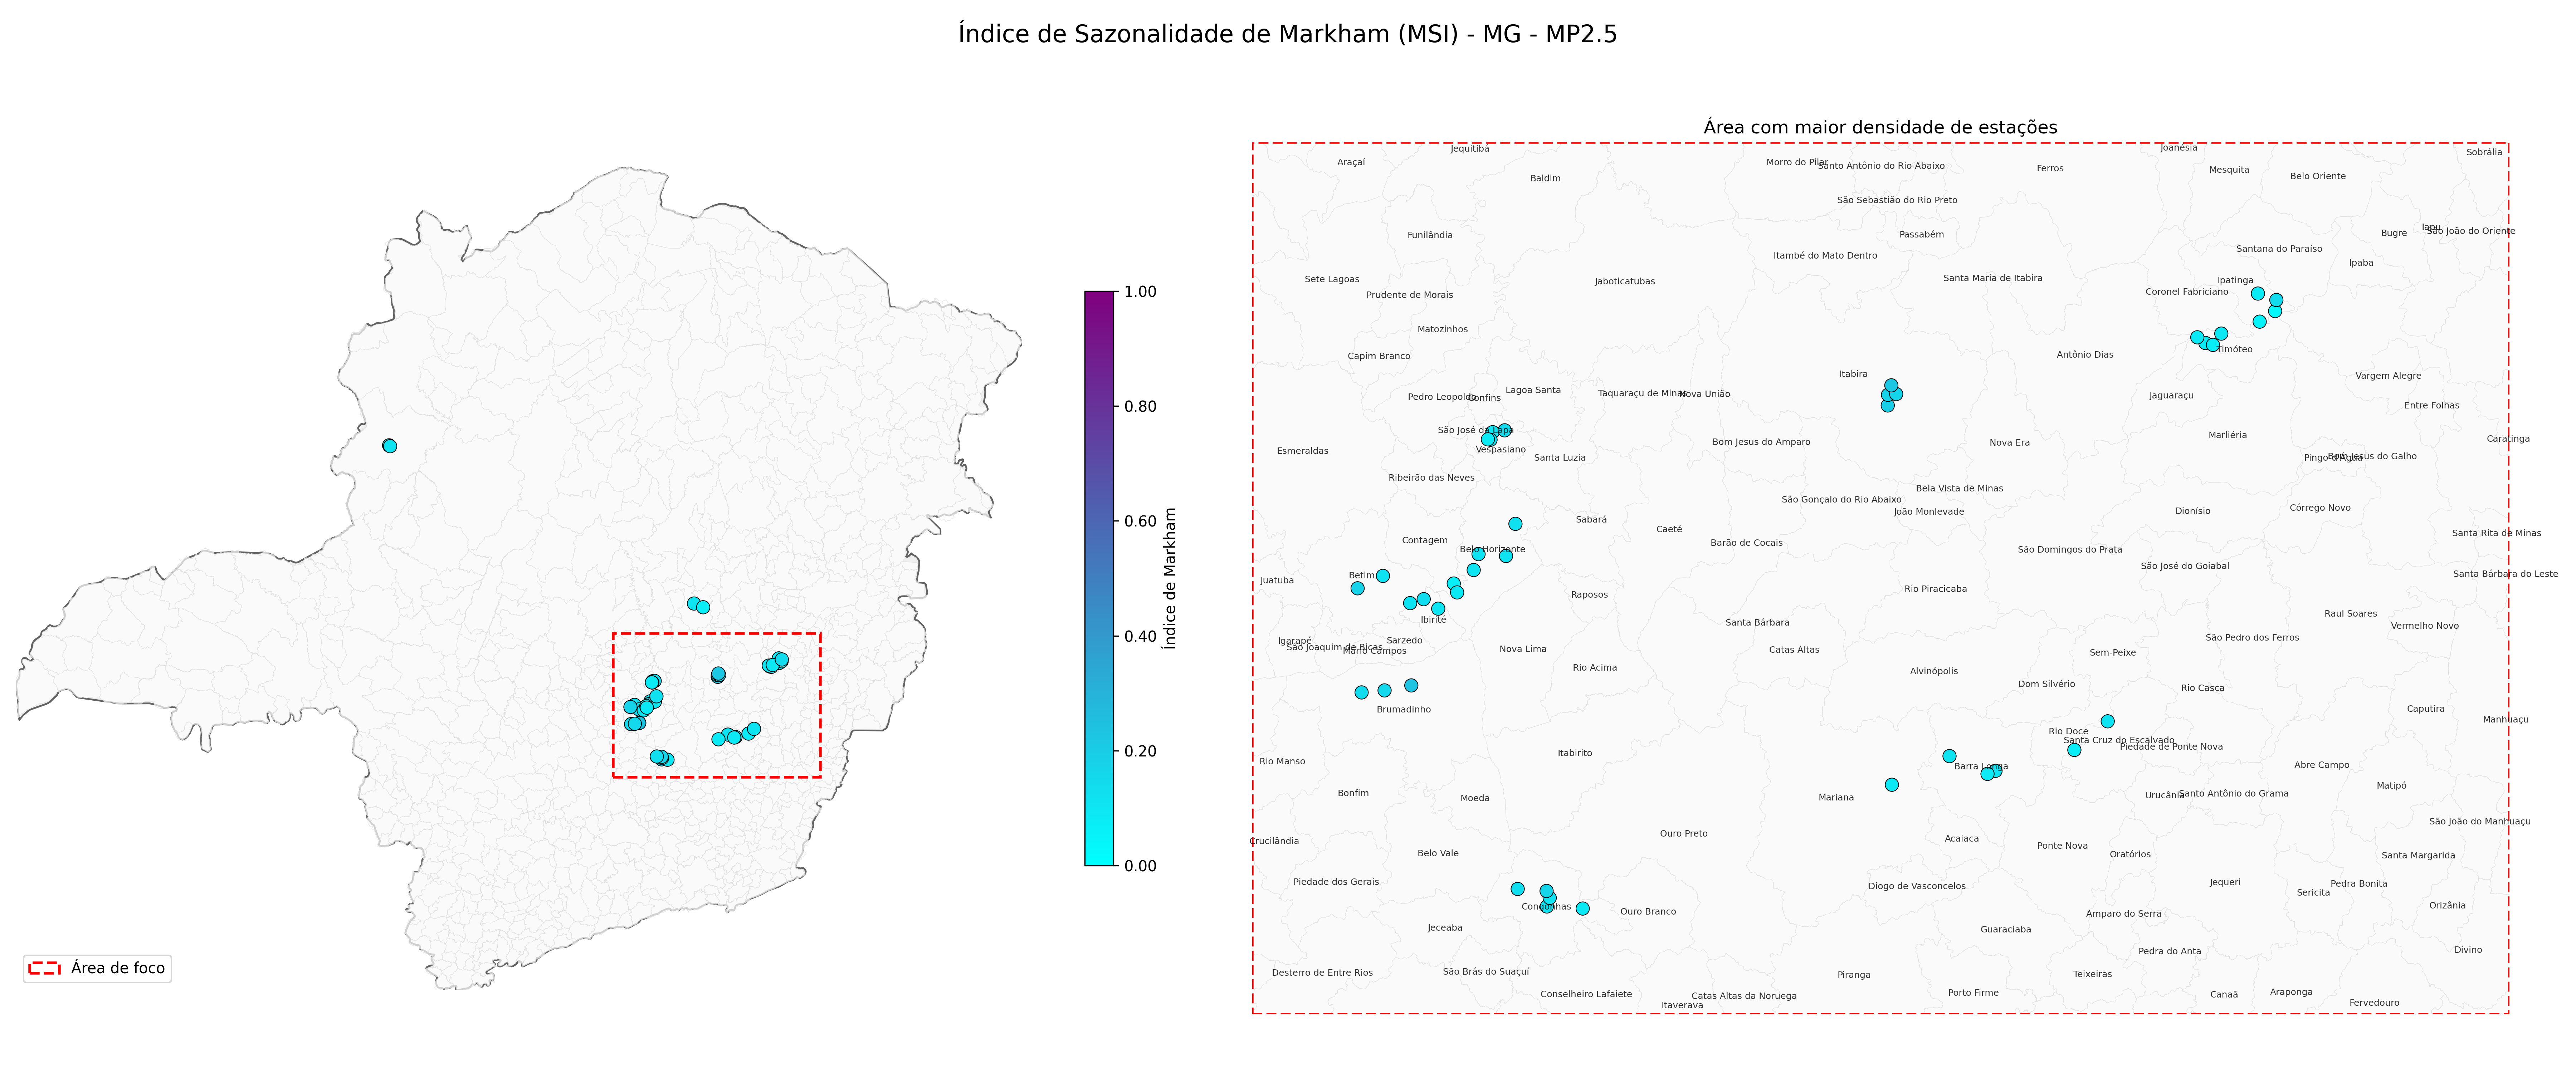 Índice de Sazonalidade de Markham (MSI) - MG - MP2.5
Área de foco
1.00
0.80
0.60
0.40
0.20
0.00
Índice de Markham
Área com maior densidade de estações
Jequitibá
Joanésia
Sobrália
Araçaí
Morro do Pilar
Santo Antônio do Rio Abaixo
Ferros
Mesquita
Belo Oriente
Baldim
São Sebastião do Rio Preto
Iapu
São João do Oriente
Bugre
Funilândia
Passabém
Santana do Paraíso
Itambé do Mato Dentro
Ipaba
Sete Lagoas
Jaboticatubas
Santa Maria de Itabira
Ipatinga
Prudente de Morais
Coronel Fabriciano
Matozinhos
Capim Branco
Antônio Dias
Timóteo
Itabira
Vargem Alegre
Pedro Leopoldo
Confins
Lagoa Santa
Taquaraçu de Minas
Nova União
Jaguaraçu
Entre Folhas
São José da Lapa
Vespasiano
Bom Jesus do Amparo
Nova Era
Marliéria
Caratinga
Esmeraldas
Santa Luzia
Pingo-d'Água
Bom Jesus do Galho
Ribeirão das Neves
Bela Vista de Minas
São Gonçalo do Rio Abaixo
João Monlevade
Dionísio
Córrego Novo
Sabará
Caeté
Santa Rita de Minas
Contagem
Belo Horizonte
Barão de Cocais
São Domingos do Prata
São José do Goiabal
Santa Bárbara do Leste
Juatuba
Betim
Raposos
Rio Piracicaba
Ibirité
Santa Bárbara
Raul Soares
Vermelho Novo
Igarapé
São Joaquim de Bicas
Mário Campos
Sarzedo
Nova Lima
Catas Altas
São Pedro dos Ferros
Sem-Peixe
Rio Acima
Alvinópolis
Dom Silvério
Rio Casca
Brumadinho
Caputira
Manhuaçu
Rio Doce
Santa Cruz do Escalvado
Piedade de Ponte Nova
Itabirito
Rio Manso
Barra Longa
Abre Campo
Bonfim
Moeda
Mariana
Urucânia
Santo Antônio do Grama
Matipó
Crucilândia
Ouro Preto
Acaiaca
Ponte Nova
São João do Manhuaçu
Belo Vale
Oratórios
Santa Margarida
Piedade dos Gerais
Diogo de Vasconcelos
Jequeri
Sericita
Pedra Bonita
Congonhas
Ouro Branco
Amparo do Serra
Orizânia
Jeceaba
Guaraciaba
Pedra do Anta
Divino
Desterro de Entre Rios
São Brás do Suaçuí
Piranga
Teixeiras
Conselheiro Lafaiete
Catas Altas da Noruega
Itaverava
Porto Firme
Canaã
Araponga
Fervedouro